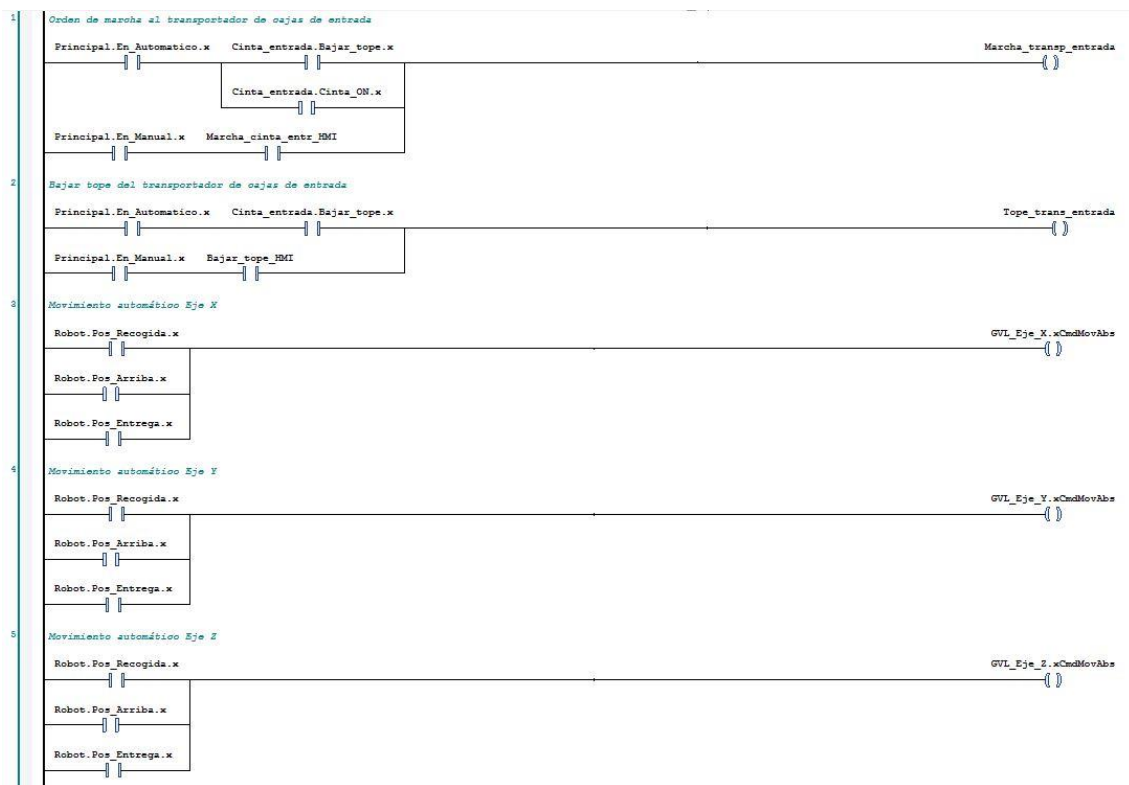 1
Orden de marcha al transportador de cajas de entrada
Principal.En_Automatico.x Cinta_entrada.Bajar_tope.x Marcha_transp_entrada
Cinta_entrada.Cinta_ON.x
Principal.En_Manual.x Marcha_cinta_entr_HMI
2
Bajar tope del transportador de cajas de entrada
Principal.En_Automatico.x Cinta_entrada.Bajar_tope.x Tope_trans_entrada
Principal.En_Manual.x Bajar_tope_HMI
3
Movimiento automático Eje X
Robot.Pos_Recogida.x GVL_Eje_X.xCmdMovAbs
Robot.Pos_Arriba.x
Robot.Pos_Entrega.x
4
Movimiento automático Eje Y
Robot.Pos_Recogida.x GVL_Eje_Y.xCmdMovAbs
Robot.Pos_Arriba.x
Robot.Pos_Entrega.x
5
Movimiento automático Eje Z
Robot.Pos_Recogida.x GVL_Eje_Z.xCmdMovAbs
Robot.Pos_Arriba.x
Robot.Pos_Entrega.x